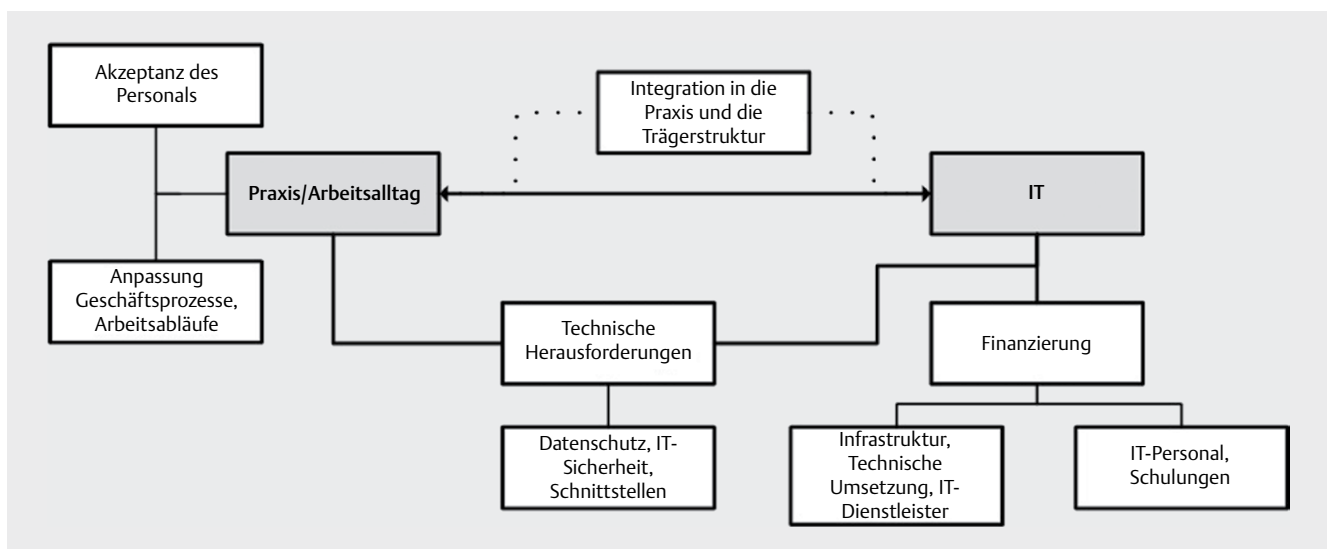 Akzeptanz des
Personals
Integration in die
Praxis und die
Trägerstruktur
Praxis/Arbeitsalltag
IT
Anpassung
Geschäftsprozesse,
Arbeitsabläufe
Technische
Herausforderungen
Finanzierung
Datenschutz, IT-
Sicherheit,
Schnittstellen
Infrastruktur,
Technische
Umsetzung, IT-
Dienstleister
IT-Personal,
Schulungen